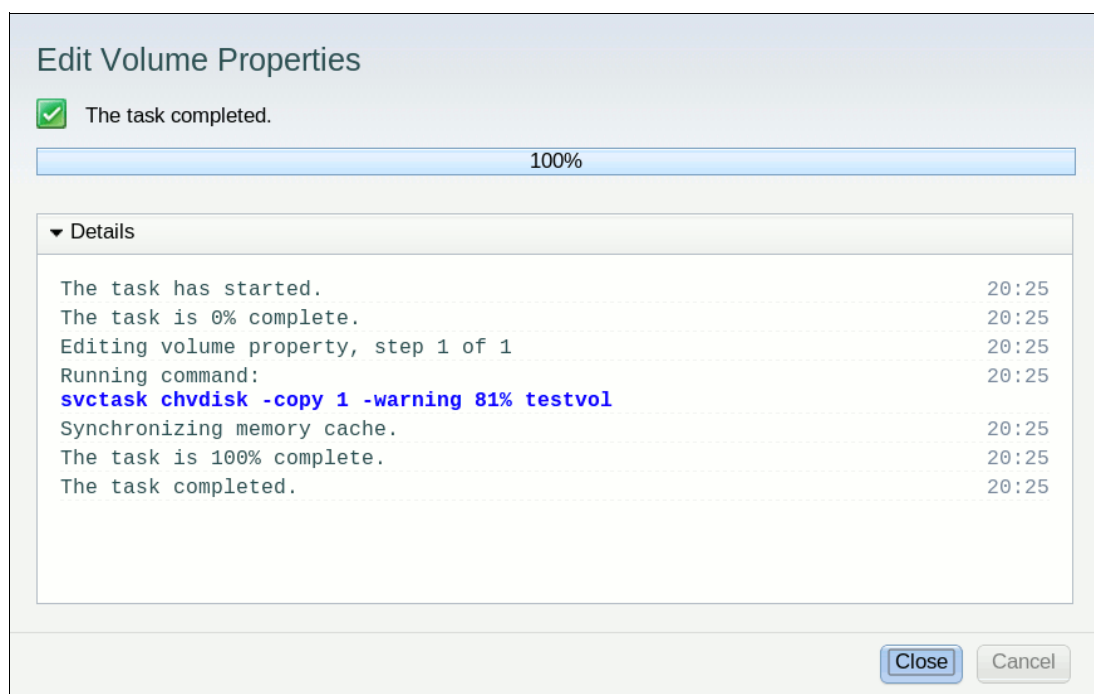 Edit Volume Properties
The task completed.
100%
Details
The task has started. 20:25
The task is 0% complete. 20:25
Editing volume property, step 1 of 1 20:25
Running command: 20:25
svctask chvdisk -copy 1 -warning 81% testvol
Synchronizing memory cache. 20:25
The task is 100% complete. 20:25
The task completed. 20:25
Close Cancel